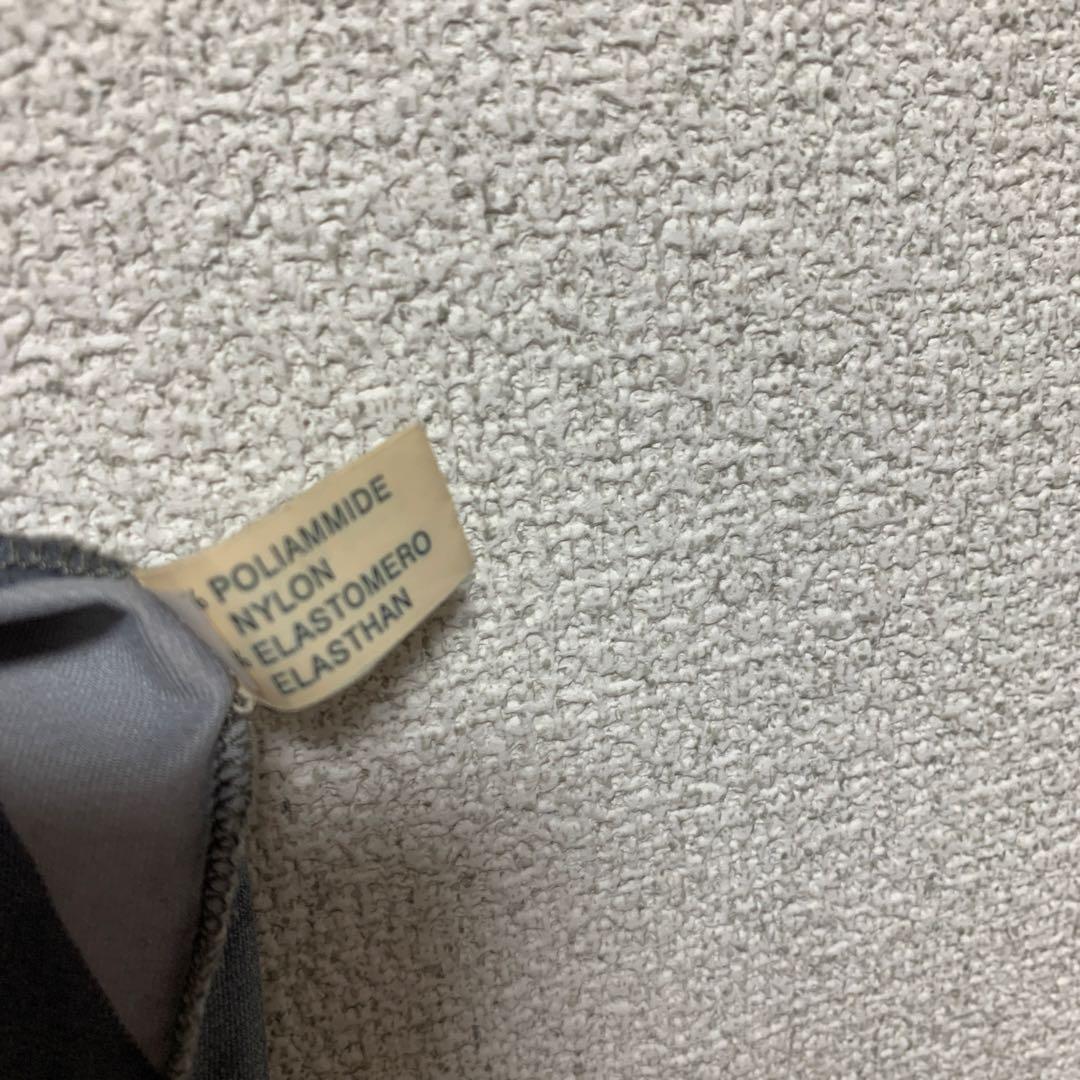 % POLIAMMIDE
NYLON
% ELASTOMERO
ELASTHAN